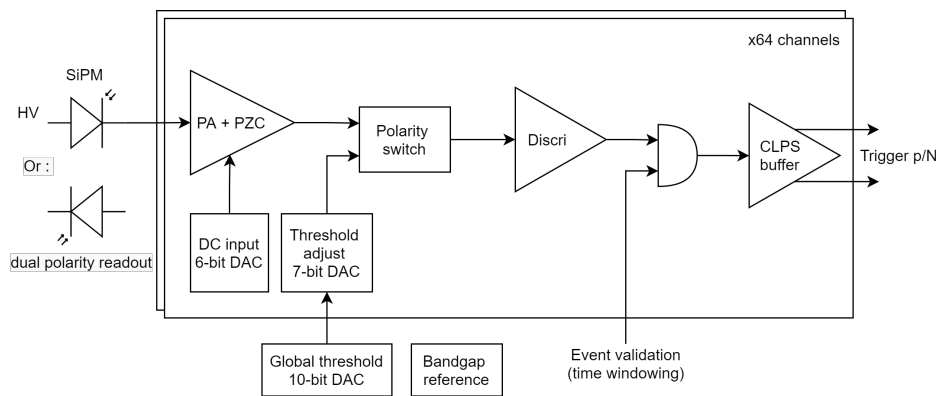 x64 channels
SiPM
HV
Or :
dual polarity readout
PA + PZC
Polarity
switch
Discri
CLPS
buffer
Trigger p/N
DC input
6-bit DAC
Threshold
adjust
7-bit DAC
Global threshold
10-bit DAC
Bandgap
reference
Event validation
(time windowing)